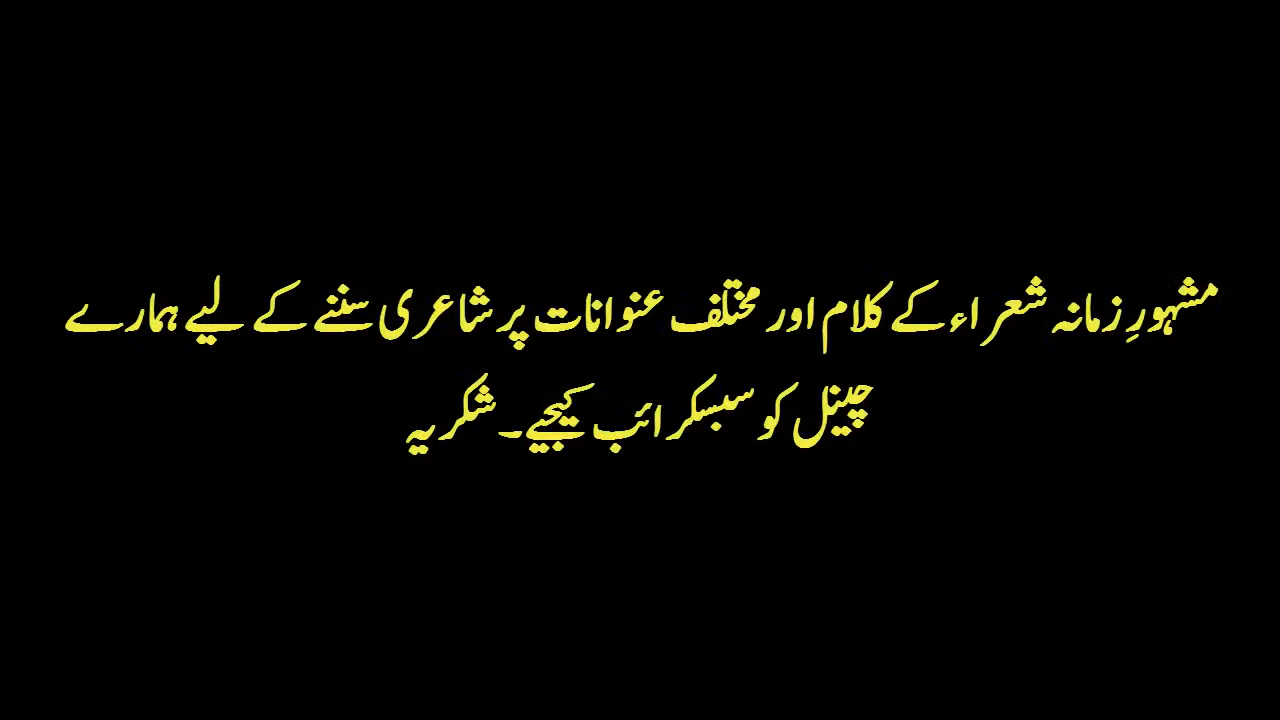 مشہورِ زمانہ شعراء کے کلام اور مختلف عنوانات پر شاعری سننے کے لیے ہمارے
چینل کو سبسکرائب کیجیے۔ شکریہ